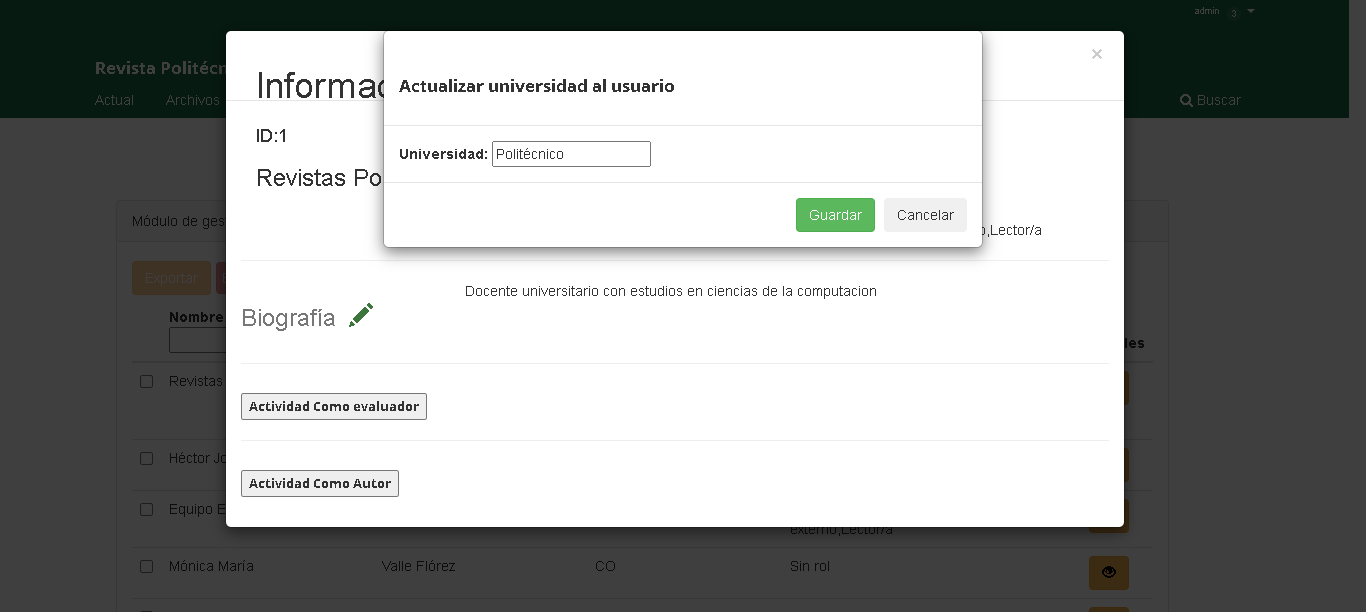 admin 3
Revista Politécn
Actual Archivos
Buscar
×
Informac
Actualizar universidad al usuario
ID:1
Universidad: Politécnico
Revistas Po
Guardar Cancelar
Módulo de ges
,Lector/a
Exportar
Docente universitario con estudios en ciencias de la computacion
Biografía
Nombre
les
Revistas
Actividad Como evaluador
Héctor Jo
Actividad Como Autor
Equipo E
externo,Lector/a
Mónica María Valle Flórez CO Sin rol